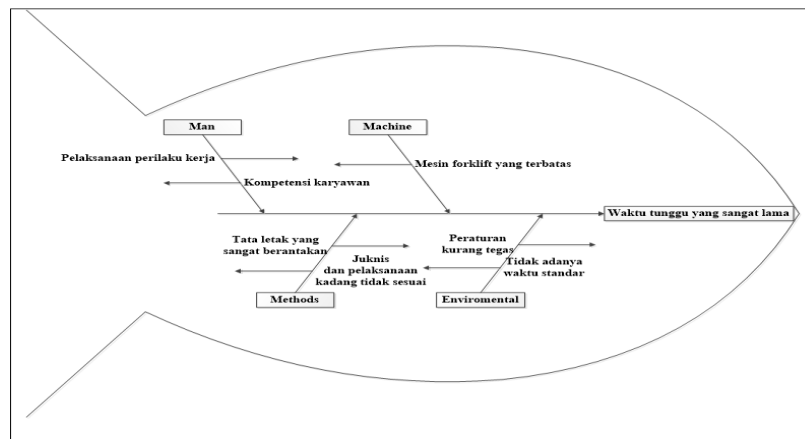 Man
Machine
Pelaksanaan perilaku kerja
Mesin forklift yang terbatas
Kompetensi karyawan
Waktu tunggu yang sangat lama
Tata letak yang
sangat berantakan
Juknis
dan pelaksanaan
kadang tidak sesuai
Peraturan
kurang tegas
Tidak adanya
waktu standar
Methods
Enviromental